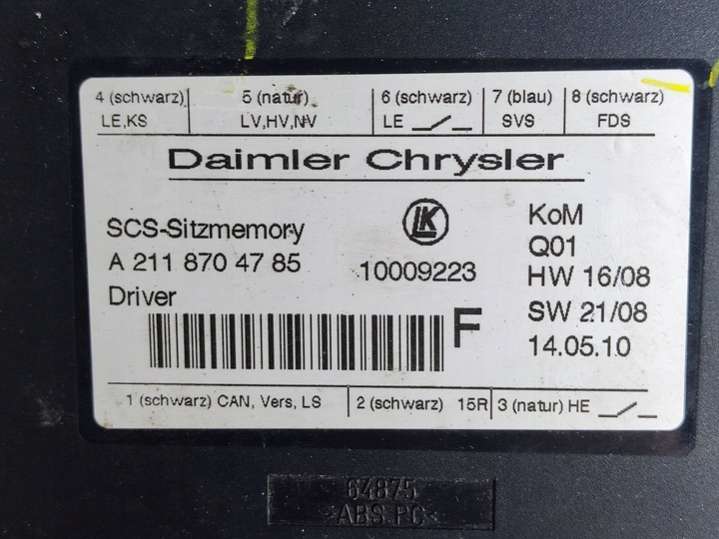 4 (schwarz) 5 (natur) 6 (schwarz) 7 (blau) 8 (schwarz)
LE,KS LV,HV,NV LE SVS FDS
Daimler Chrysler
SCS-Sitzmemory LK KoM
A 211 870 47 85 10009223 Q01
Driver HW 16/08
F SW 21/08
14.05.10
1 (schwarz) CAN, Vers, LS 2 (schwarz) 15R 3 (natur) HE
64875
>ABS PC<